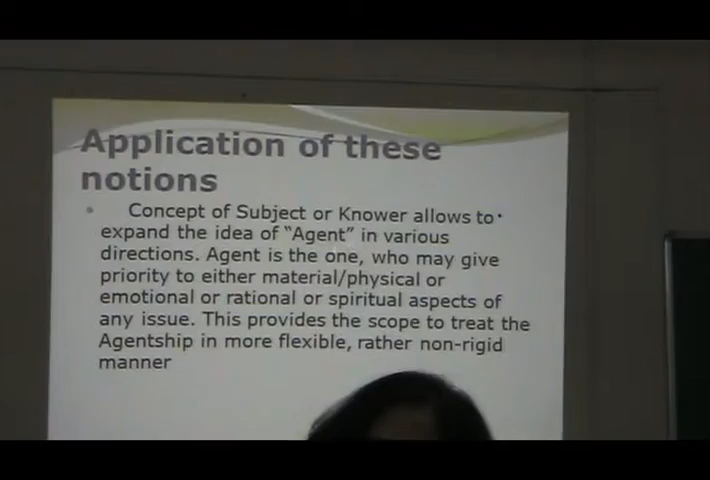 Application of these
notions
Concept of Subject or Knower allows to
expand the idea of "Agent" in various
directions. Agent is the one, who may give
priority to either material/physical or
emotional or rational or spiritual aspects of
any issue. This provides the scope to treat the
Agentship in more flexible, rather non-rigid
manner